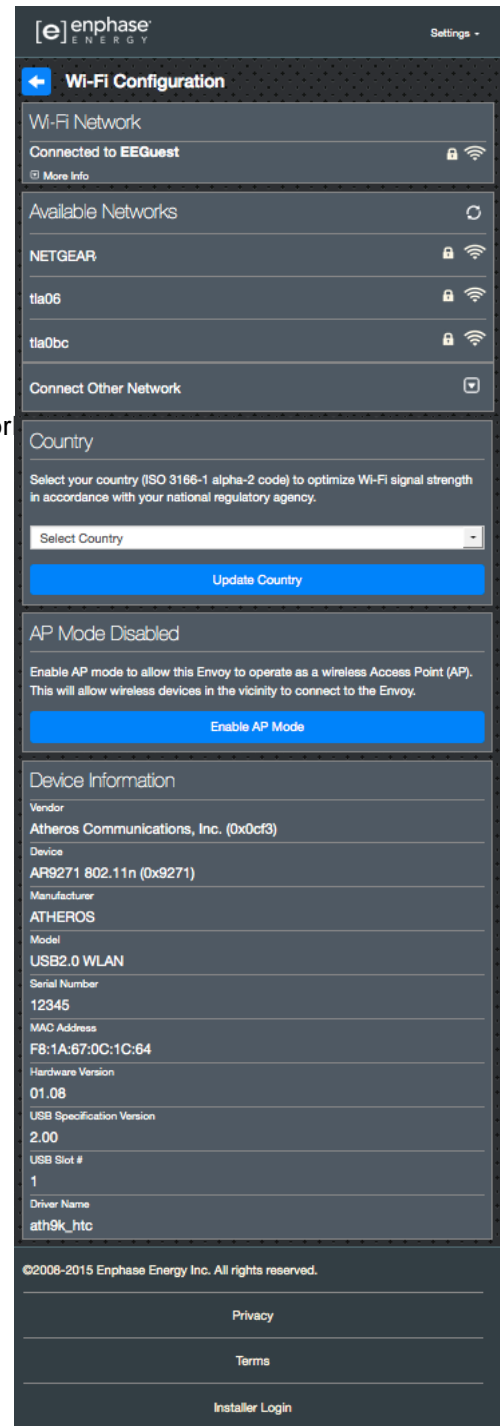 [e] enphase
ENERGY
Settings
Wi-Fi Configuration
Wi-Fi Network
Connected to EEGuest
More Info
Available Networks
NETGEAR
tla06
tla0bc
Connect Other Network
Country
Select your country (ISO 3166-1 alpha-2 code) to optimize Wi-Fi signal strength
in accordance with your national regulatory agency.
Select Country
Update Country
AP Mode Disabled
Enable AP mode to allow this Envoy to operate as a wireless Access Point (AP).
This will allow wireless devices in the vicinity to connect to the Envoy.
Enable AP Mode
Device Information
Vendor
Atheros Communications, Inc. (0x0cf3)
Device
AR9271 802.11n (0x9271)
Manufacturer
ATHEROS
Model
USB2.0 WLAN
Serial Number
12345
MAC Address
F8:1A:67:0C:1C:64
Hardware Version
01.08
USB Specification Version
2.00
USB Slot #
1
Driver Name
ath9k_htc
©2008-2015 Enphase Energy Inc. All rights reserved.
Privacy
Terms
Installer Login